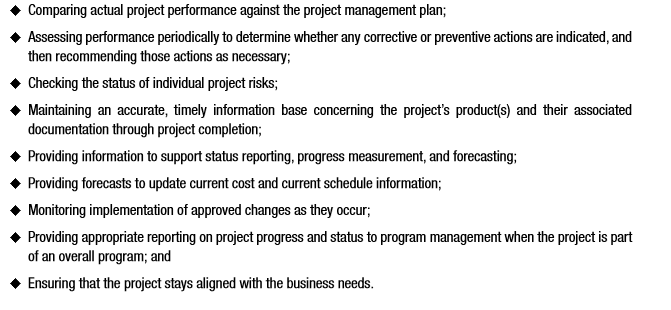 ◆ Comparing actual project performance against the project management plan;
◆ Assessing performance periodically to determine whether any corrective or preventive actions are indicated, and
then recommending those actions as necessary;
◆ Checking the status of individual project risks;
◆ Maintaining an accurate, timely information base concerning the project's product(s) and their associated
documentation through project completion;
◆ Providing information to support status reporting, progress measurement, and forecasting;
◆ Providing forecasts to update current cost and current schedule information;
◆ Monitoring implementation of approved changes as they occur;
◆ Providing appropriate reporting on project progress and status to program management when the project is part
of an overall program; and
◆ Ensuring that the project stays aligned with the business needs.